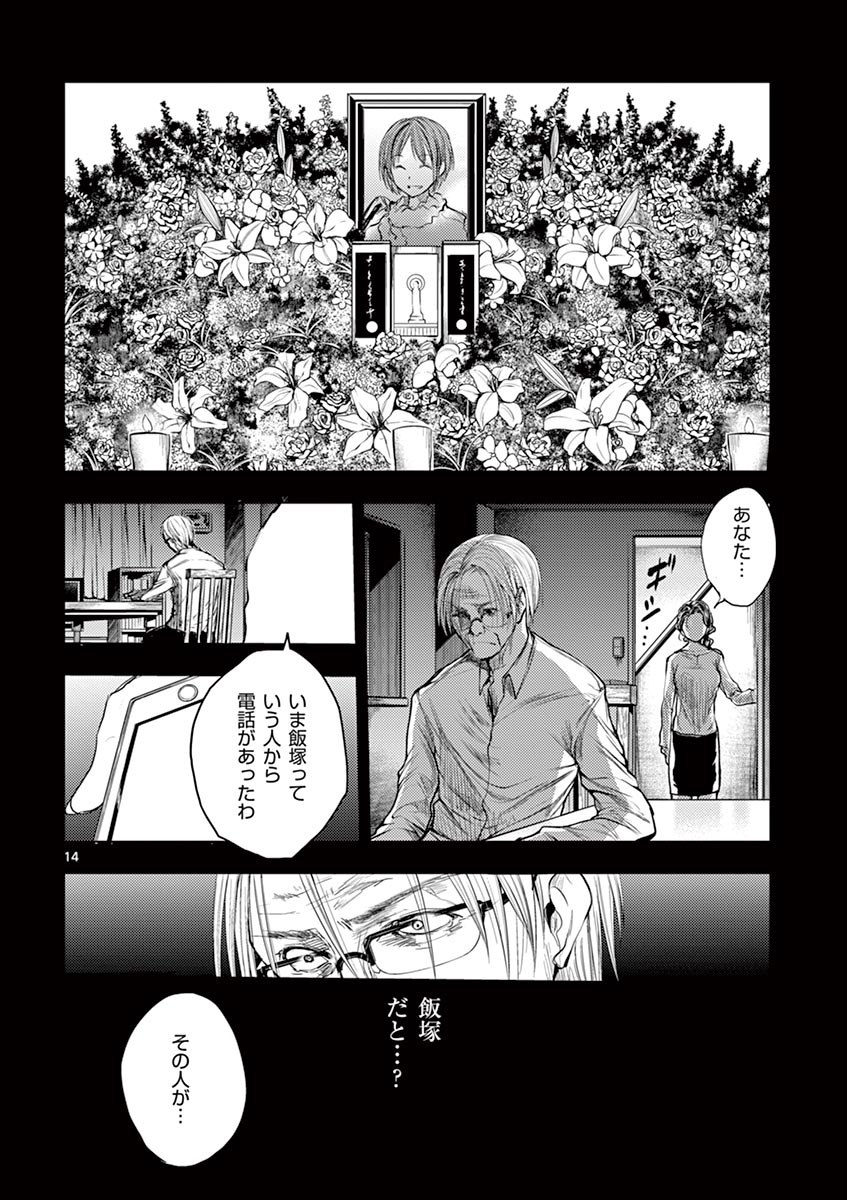 あなた…
ギシ…
いま飯塚って
いう人から
電話があったわ
14
飯塚
だと…?
その人が…